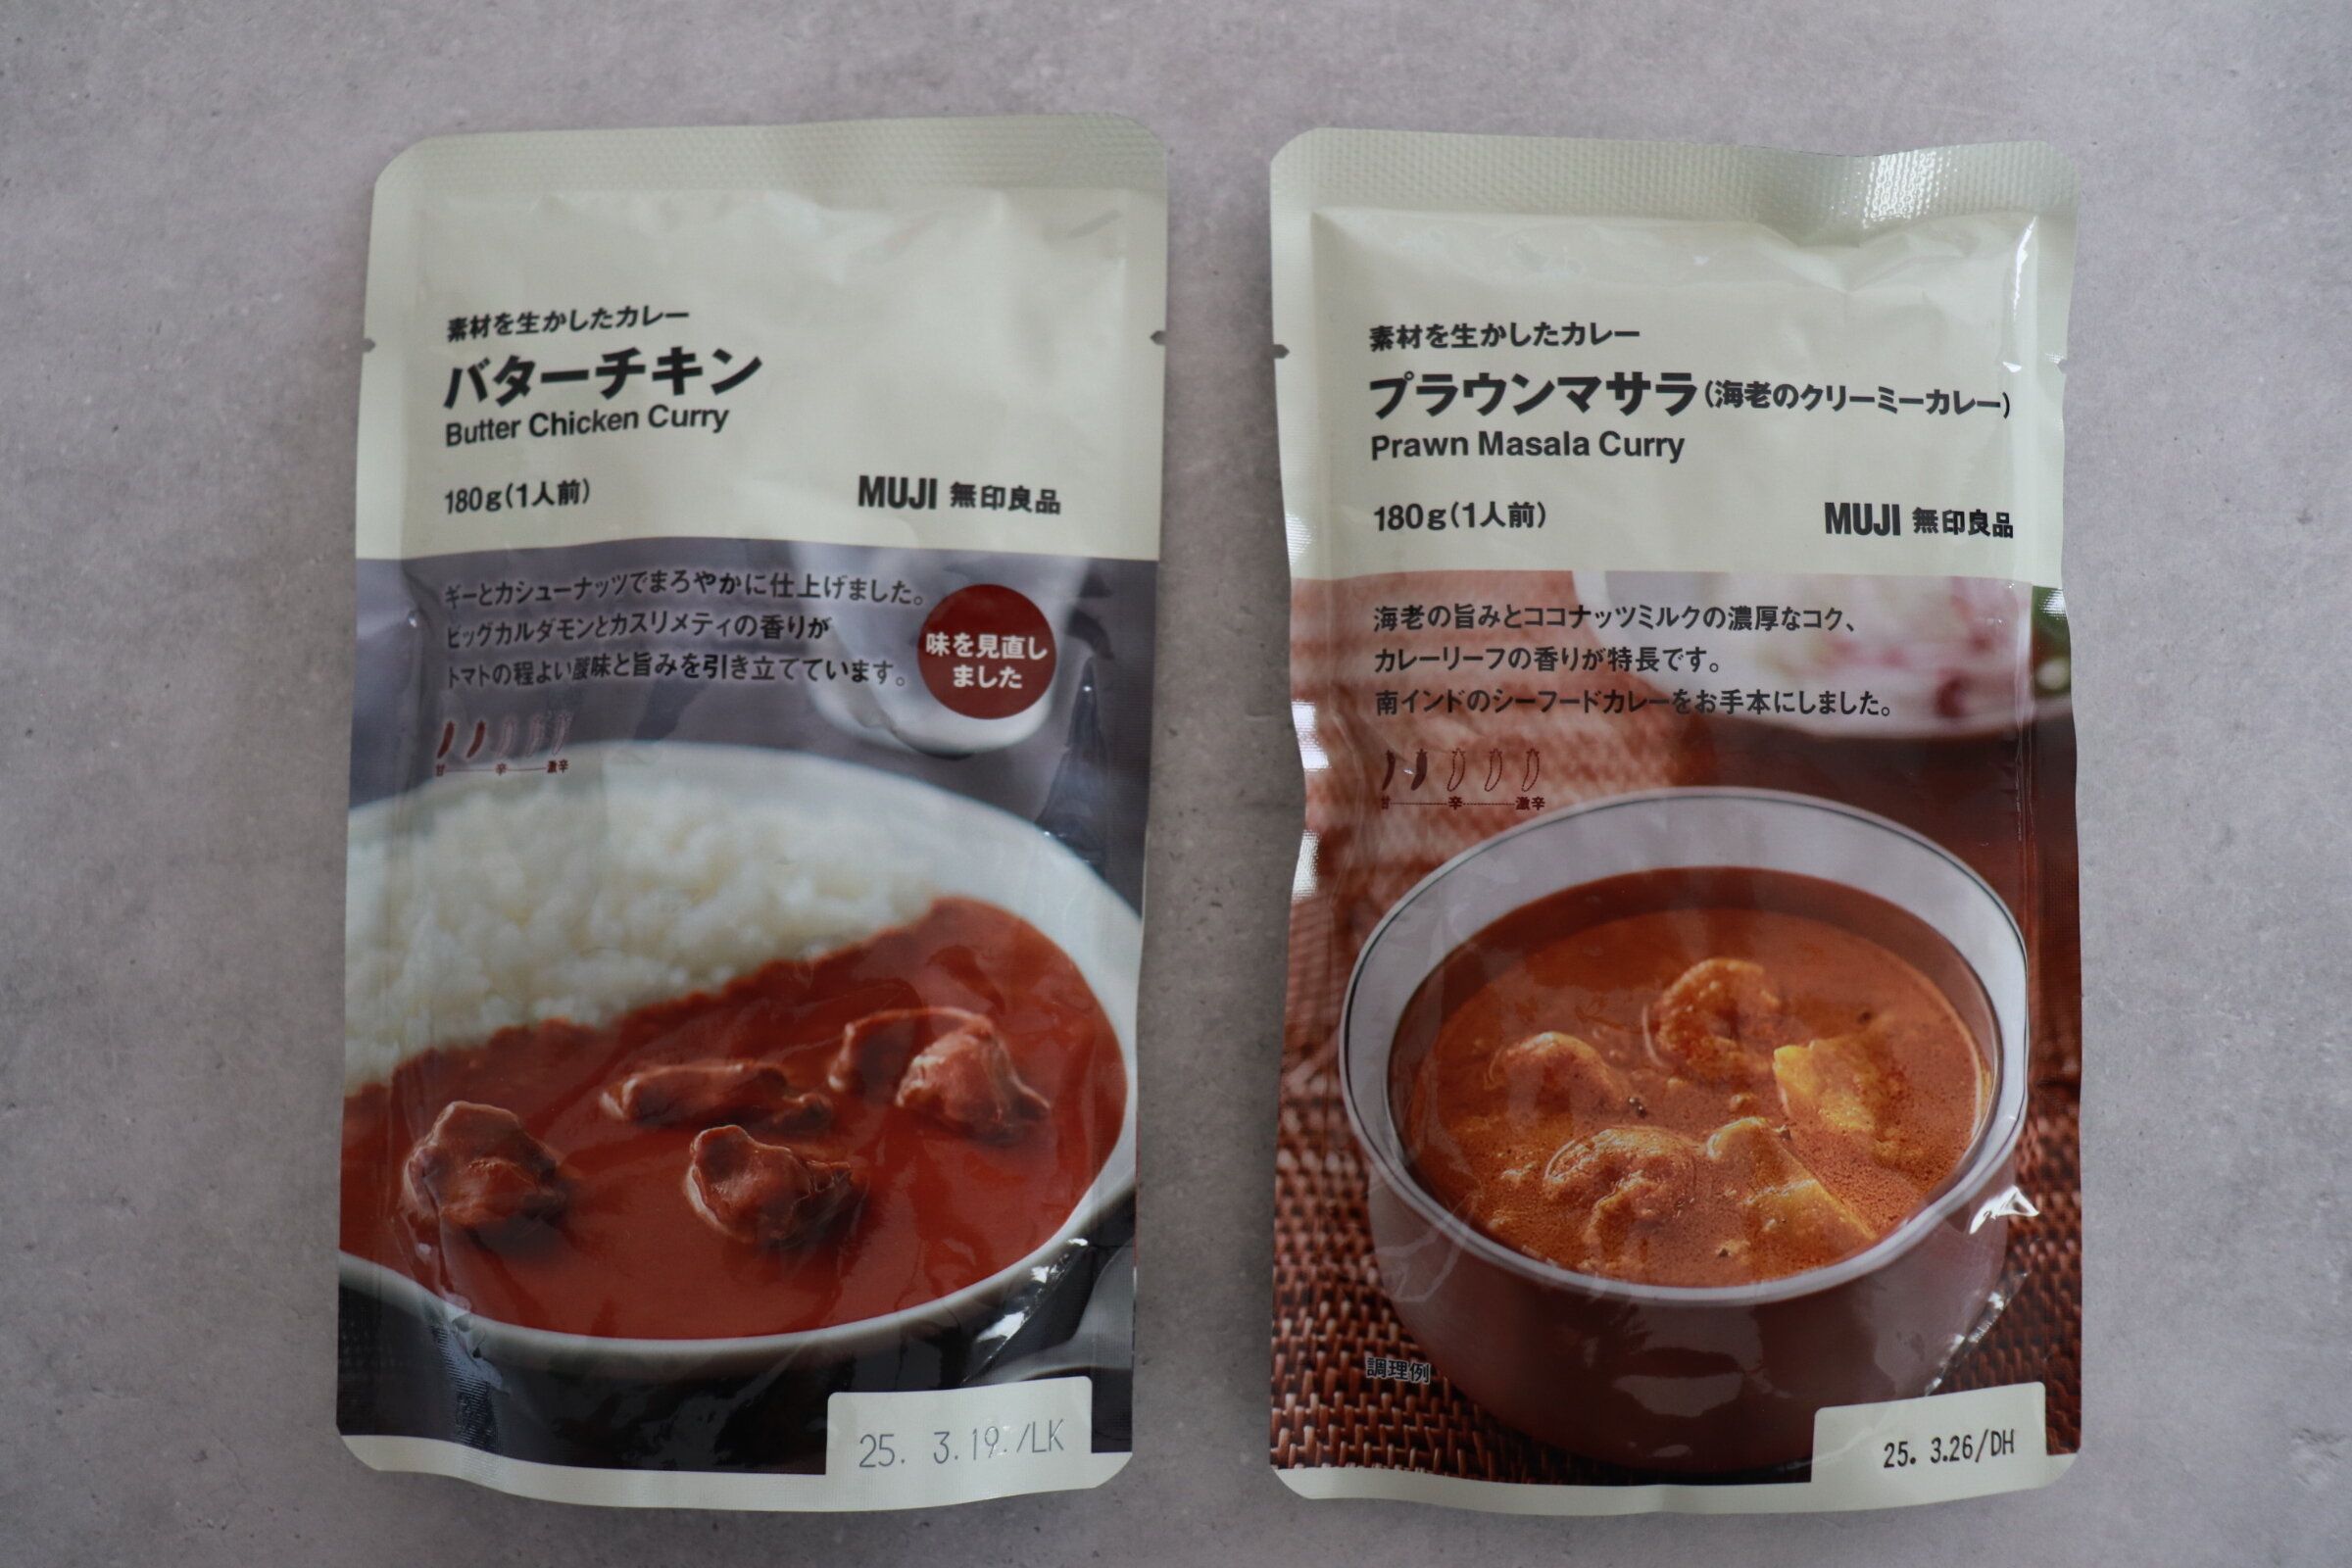 素材を生かしたカレー
バターチキン
Butter Chicken Curry
180g(1人前)
MUJI 無印良品
ギーとカシューナッツでまろやかに仕上げました。
ビッグカルダモンとカスリメティの香りが
トマトの程よい酸味と旨みを引き立てています。
味を見直し
ました
甘 辛 激辛
25. 3.19./LK
素材を生かしたカレー
プラウンマサラ(海老のクリーミーカレー)
Prawn Masala Curry
180g(1人前)
MUJI 無印良品
海老の旨みとココナッツミルクの濃厚なコク、
カレーリーフの香りが特長です。
南インドのシーフードカレーをお手本にしました。
甘 辛 激辛
調理例
25. 3.26/DH